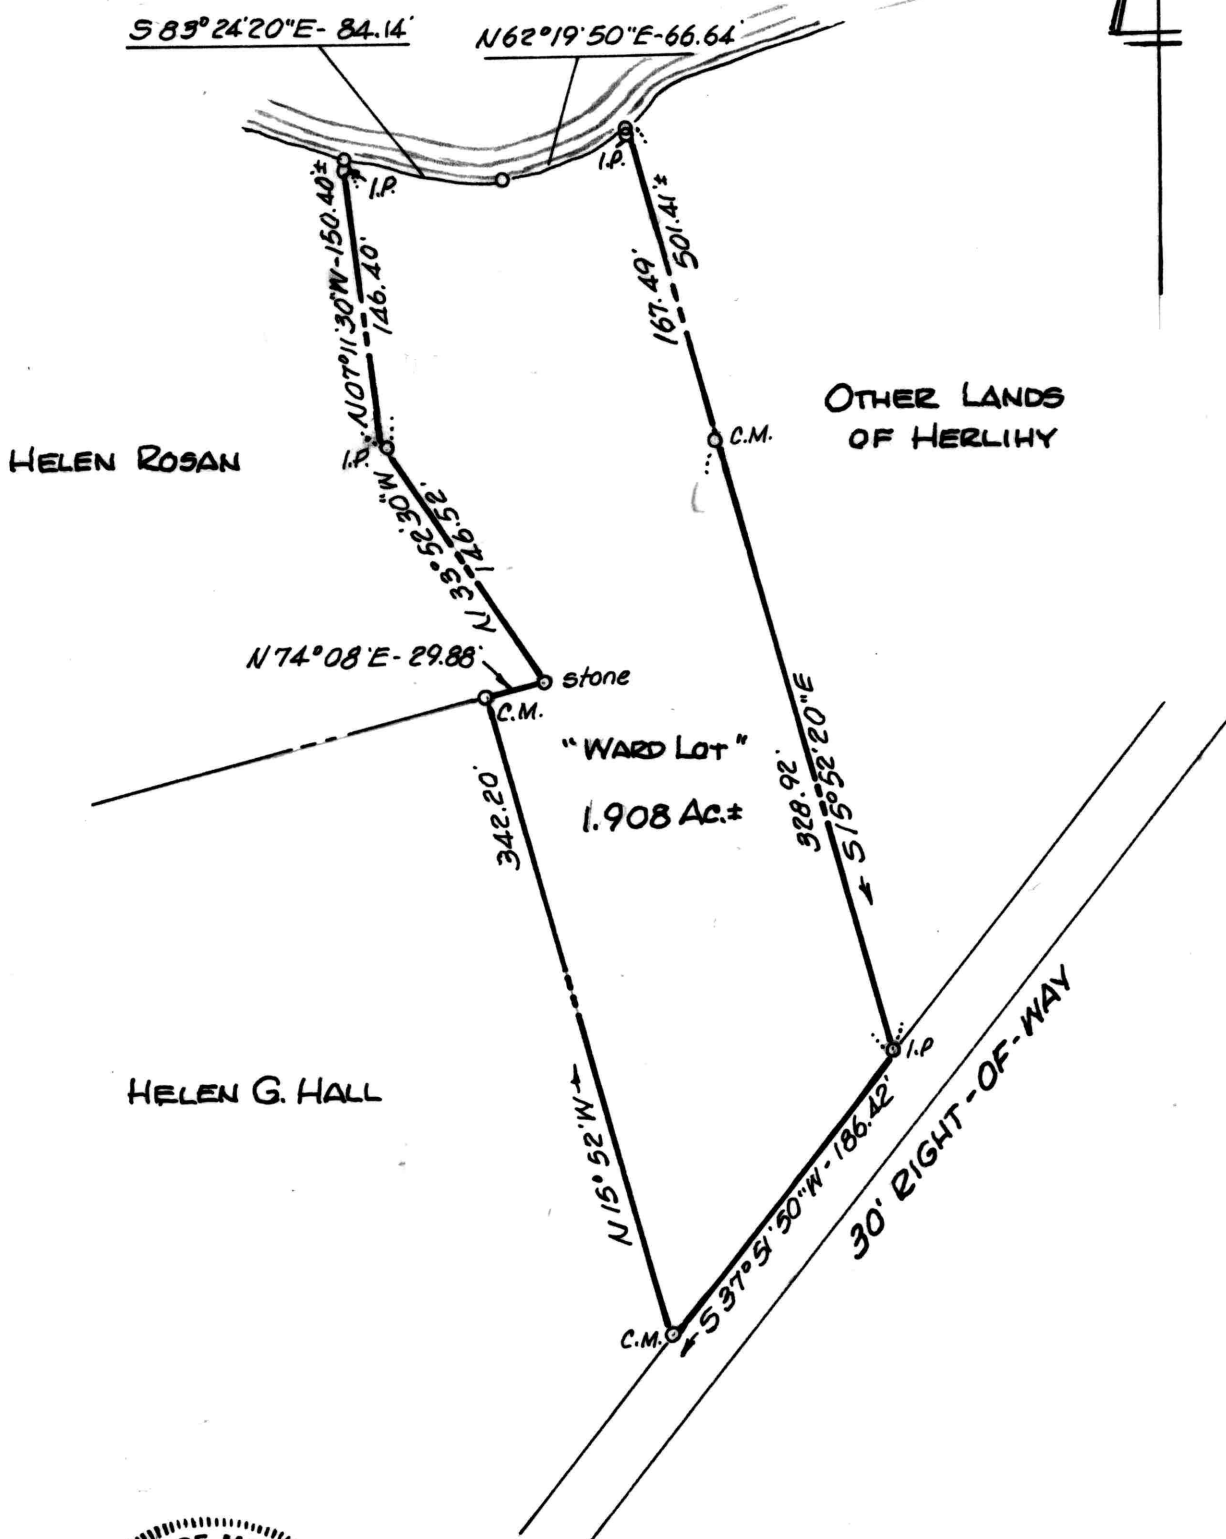 S 83° 24' 20" E - 84.14'
N 62° 19' 50" E - 66.64'
I.P.
I.P.
N 07° 11' 30" W - 150.40'±
146.40'
501.41'±
167.49'
OTHER LANDS
OF HERLIHY
C.M.
HELEN ROSAN
I.P.
N 33° 52' 30" W
146.52'
N 74° 08' E - 29.88'
stone
C.M.
"WARD LOT"
1.908 AC.±
342.20'
328.92'
S 15° 52' 20" E
I.P
HELEN G. HALL
N 15° 52' W
S 37° 51' 50" W - 186.42'
30' RIGHT-OF-WAY
C.M.